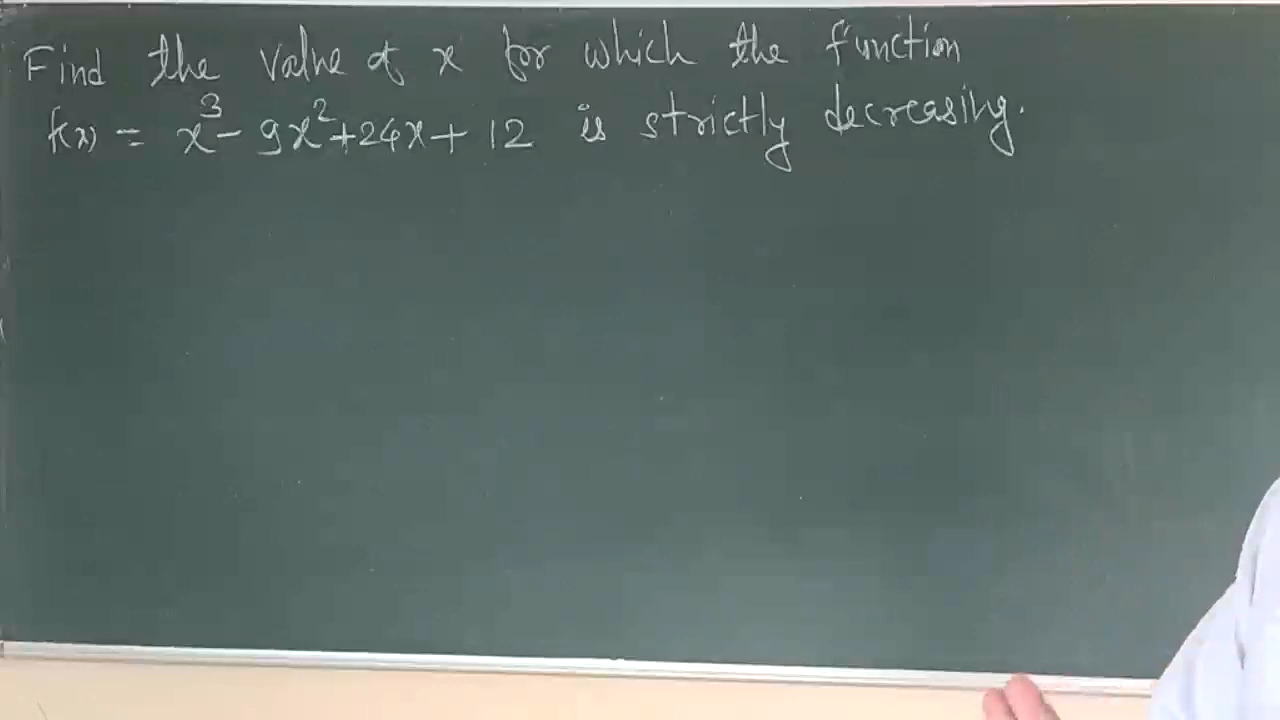 Find the value of x for which the function
f(x) = x³ - 9x² + 24x + 12 is strictly decreasing.